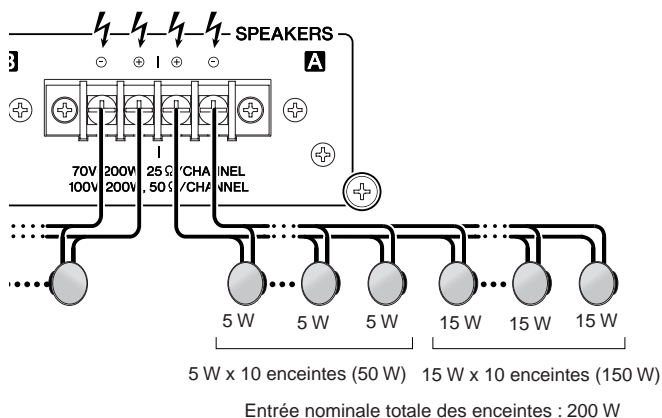 SPEAKERS
B A
⊖ ⊕ ⊕ ⊖
70V 200W, 25 Ω/CHANNEL
100V 200W, 50 Ω/CHANNEL
5 W 5 W 5 W 15 W 15 W 15 W
5 W x 10 enceintes (50 W) 15 W x 10 enceintes (150 W)
Entrée nominale totale des enceintes : 200 W